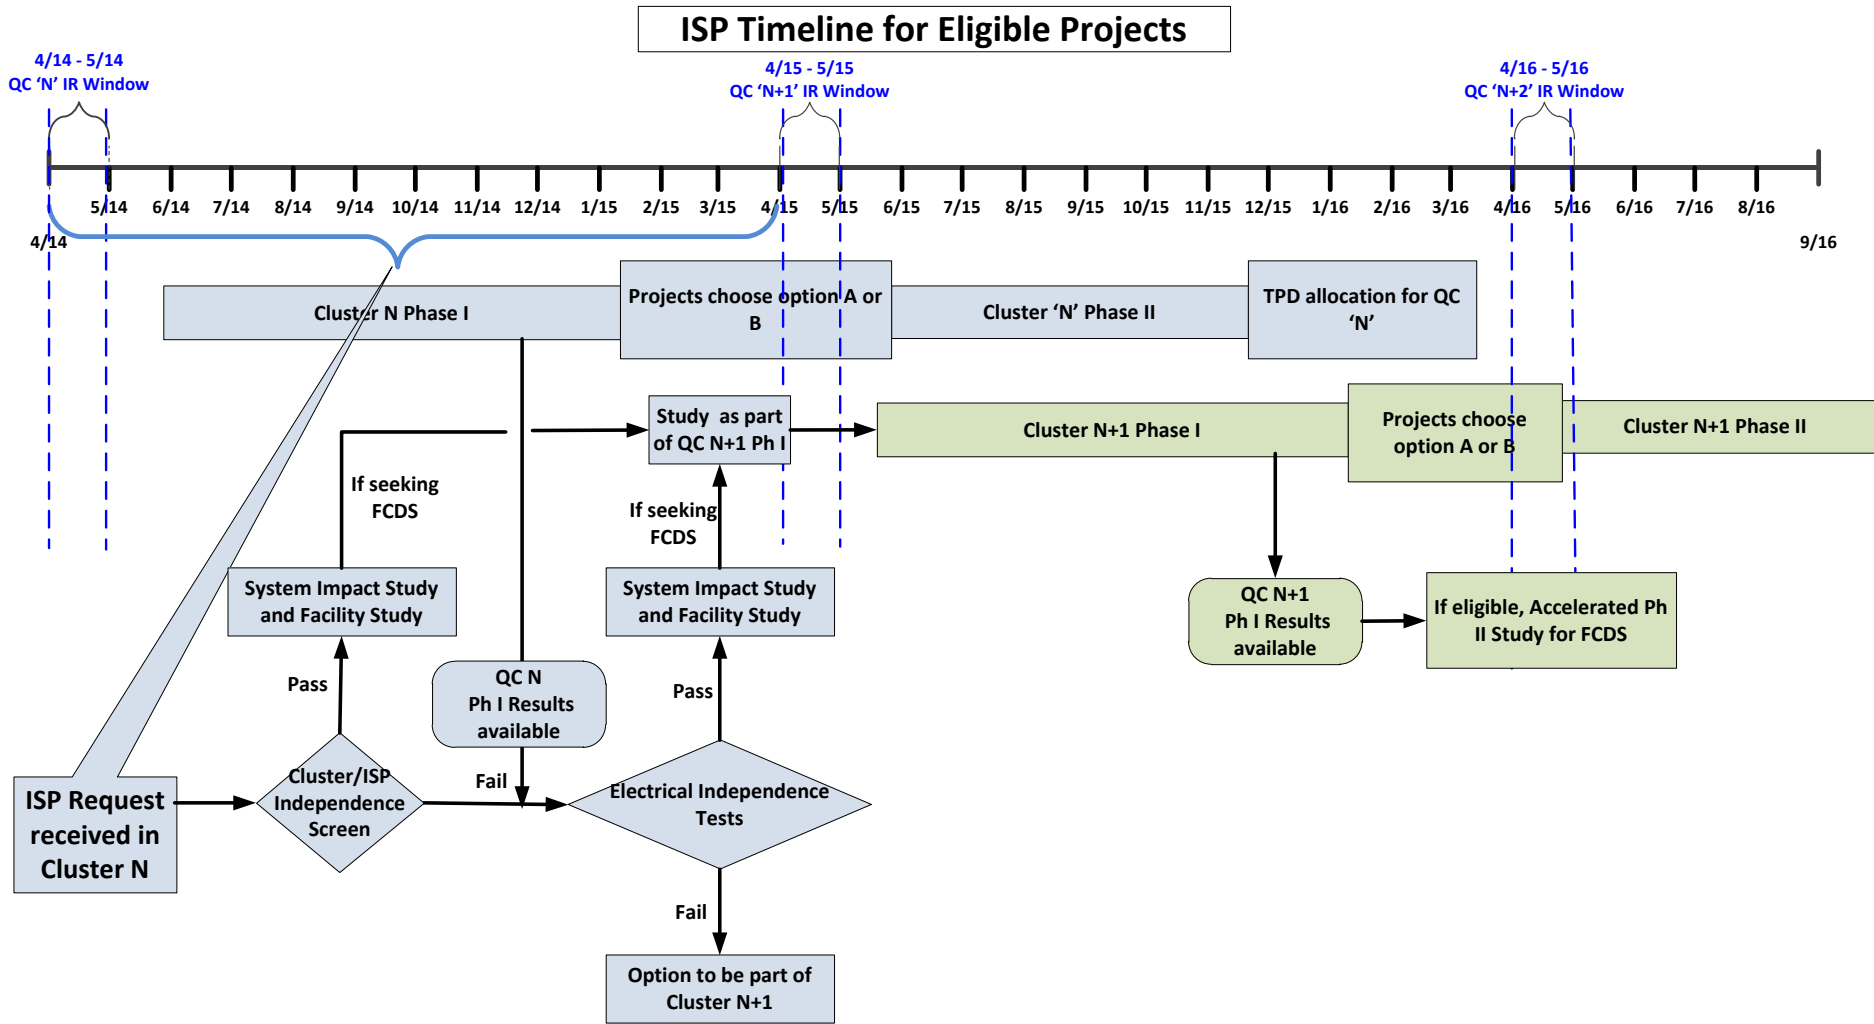 ISP Timeline for Eligible Projects
4/14 - 5/14
QC ‘N’ IR Window
4/15 - 5/15
QC ‘N+1’ IR Window
4/16 - 5/16
QC ‘N+2’ IR Window
5/14 6/14 7/14 8/14 9/14 10/14 11/14 12/14 1/15 2/15 3/15 4/15 5/15 6/15 7/15 8/15 9/15 10/15 11/15 12/15 1/16 2/16 3/16 4/16 5/16 6/16 7/16 8/16
4/14
9/16
Cluster N Phase I
Projects choose option A or
B
Cluster ‘N’ Phase II
TPD allocation for QC
‘N’
Study as part
of QC N+1 Ph I
Cluster N+1 Phase I
Projects choose
option A or B
Cluster N+1 Phase II
If seeking
FCDS
If seeking
FCDS
System Impact Study
and Facility Study
System Impact Study
and Facility Study
QC N+1
Ph I Results
available
If eligible, Accelerated Ph
II Study for FCDS
Pass
QC N
Ph I Results
available
Pass
ISP Request
received in
Cluster N
Cluster/ISP
Independence
Screen
Fail
Electrical Independence
Tests
Fail
Option to be part of
Cluster N+1